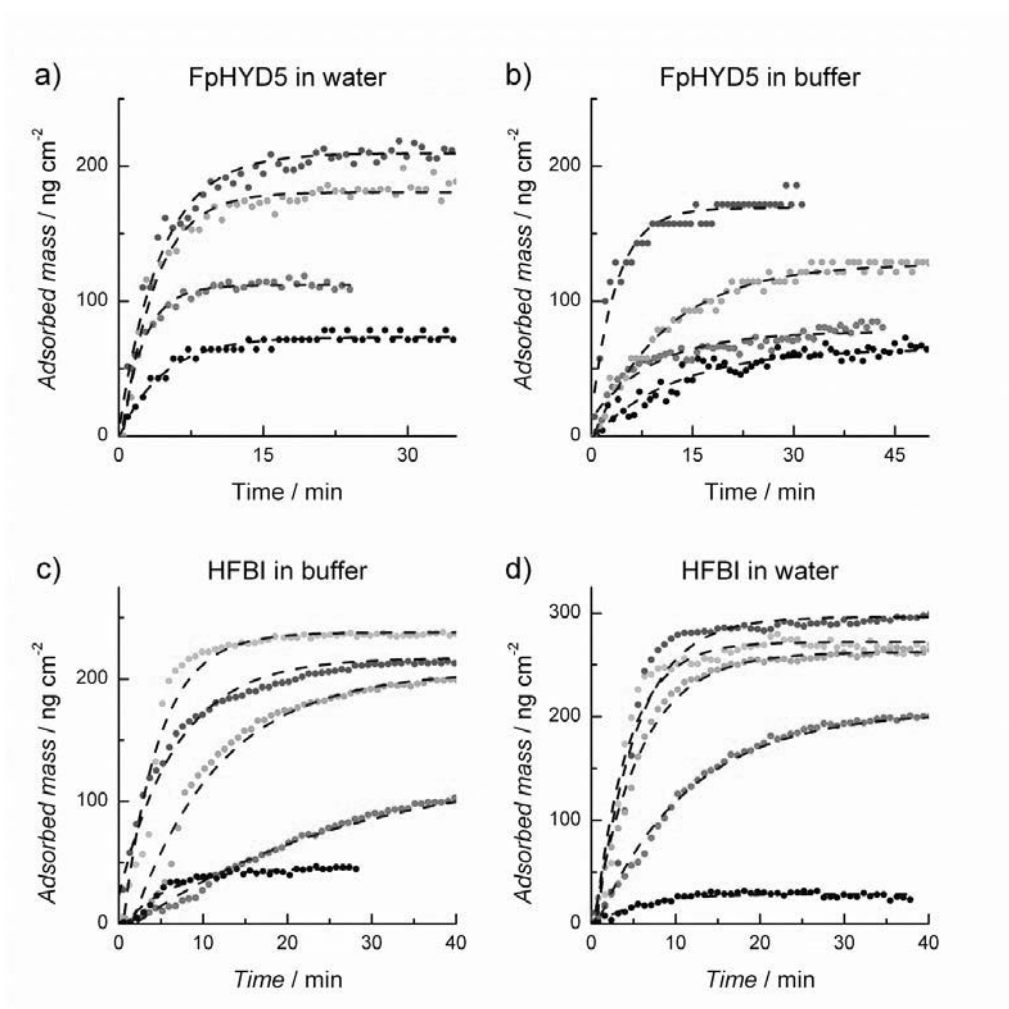 a) FpHYD5 in water
Adsorbed mass / ng cm⁻²
200
100
0
0 15 30
Time / min
b) FpHYD5 in buffer
Adsorbed mass / ng cm⁻²
200
100
0
0 15 30 45
Time / min
c) HFBI in buffer
Adsorbed mass / ng cm⁻²
200
100
0
0 10 20 30 40
Time / min
d) HFBI in water
Adsorbed mass / ng cm⁻²
300
200
100
0
0 10 20 30 40
Time / min